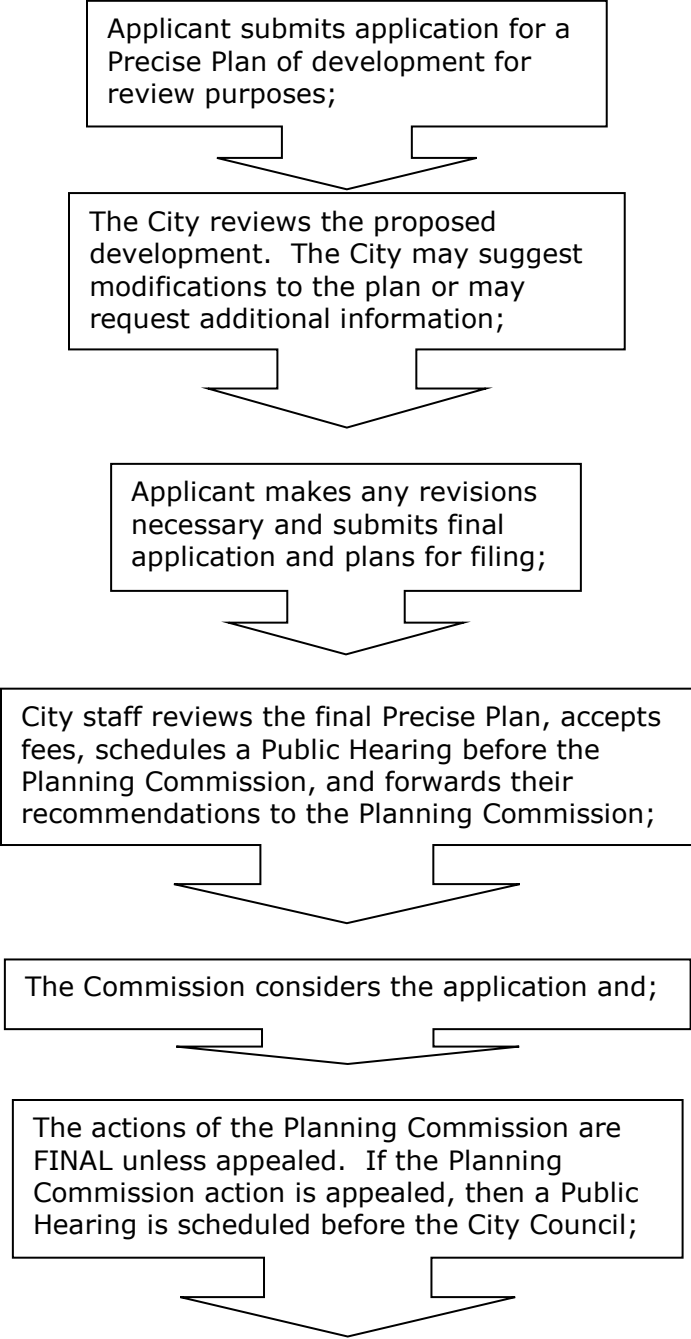 Applicant submits application for a
Precise Plan of development for
review purposes;
The City reviews the proposed
development.  The City may suggest
modifications to the plan or may
request additional information;
Applicant makes any revisions
necessary and submits final
application and plans for filing;
City staff reviews the final Precise Plan, accepts
fees, schedules a Public Hearing before the
Planning Commission, and forwards their
recommendations to the Planning Commission;
The Commission considers the application and;
The actions of the Planning Commission are
FINAL unless appealed.  If the Planning
Commission action is appealed, then a Public
Hearing is scheduled before the City Council;